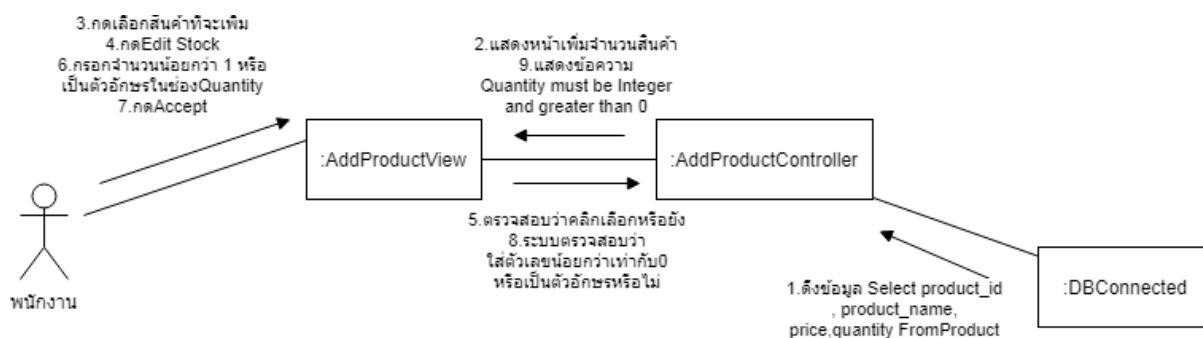 3.กดเลือกสินค้าที่จะเพิ่ม
4.กดEdit Stock
6.กรอกจำนวนน้อยกว่า 1 หรือ
เป็นตัวอักษรในช่องQuantity
7.กดAccept
2.แสดงหน้าเพิ่มจำนวนสินค้า
9.แสดงข้อความ
Quantity must be Integer
and greater than 0
:AddProductView
:AddProductController
5.ตรวจสอบว่าคลิกเลือกหรือยัง
8.ระบบตรวจสอบว่า
ใส่ตัวเลขน้อยกว่าเท่ากับ0
หรือเป็นตัวอักษรหรือไม่
พนักงาน
1.ดึงข้อมูล Select product_id
, product_name,
price,quantity FromProduct
:DBConnected